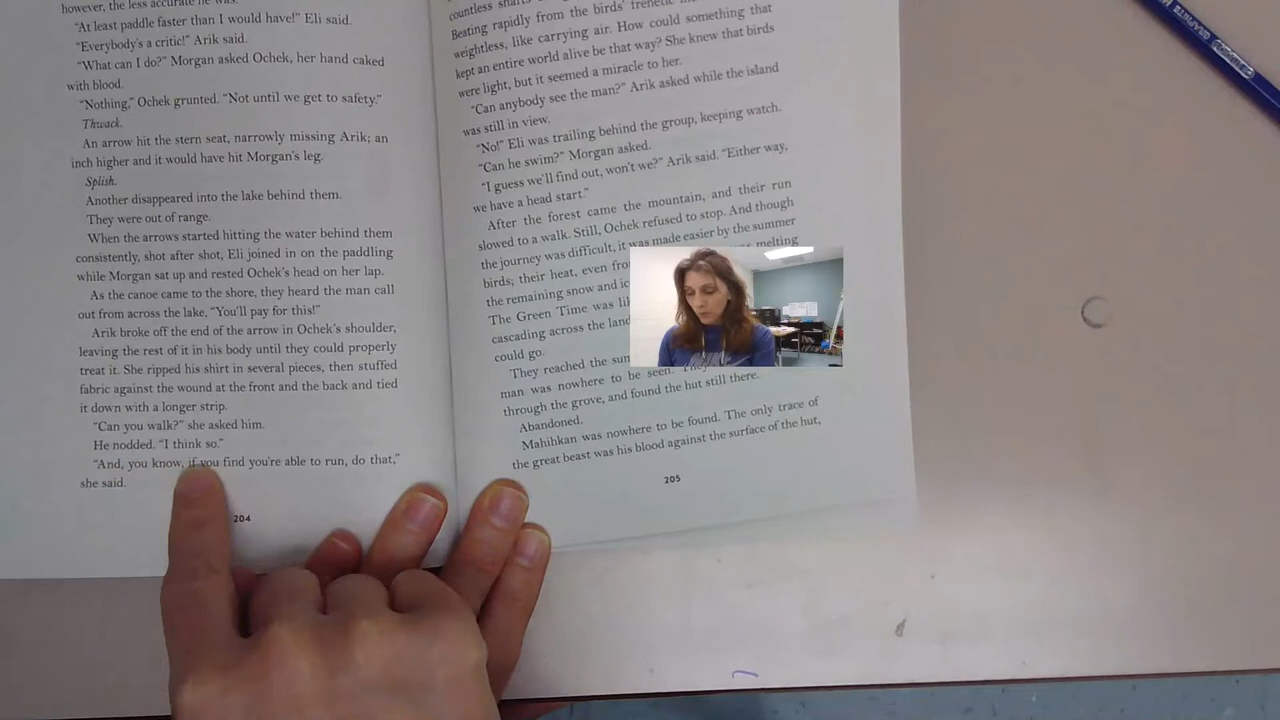 however, the less accurate he was.
"At least paddle faster than I would have!" Eli said.
"Everybody's a critic!" Arik said.
"What can I do?" Morgan asked Ochek, her hand caked
with blood.
"Nothing," Ochek grunted. "Not until we get to safety."
Thwack.
An arrow hit the stern seat, narrowly missing Arik; an
inch higher and it would have hit Morgan's leg.
Splish.
Another disappeared into the lake behind them.
They were out of range.
When the arrows started hitting the water behind them
consistently, shot after shot, Eli joined in on the paddling
while Morgan sat up and rested Ochek's head on her lap.
As the canoe came to the shore, they heard the man call
out from across the lake, "You'll pay for this!"
Arik broke off the end of the arrow in Ochek's shoulder,
leaving the rest of it in his body until they could properly
treat it. She ripped his shirt in several pieces, then stuffed
fabric against the wound at the front and the back and tied
it down with a longer strip.
"Can you walk?" she asked him.
He nodded. "I think so."
"And, you know, if you find you're able to run, do that,"
she said.
204
countless
Beating rapidly from the birds' frenetic
weightless, like carrying air. How could something that
kept an entire world alive be that way? She knew that birds
were light, but it seemed a miracle to her.
"Can anybody see the man?" Arik asked while the island
was still in view.
"No!" Eli was trailing behind the group, keeping watch.
"Can he swim?" Morgan asked.
"I guess we'll find out, won't we?" Arik said. "Either way,
we have a head start."
After the forest came the mountain, and their run
slowed to a walk. Still, Ochek refused to stop. And though
the journey was difficult, it was made easier by the summer
birds; their heat, even melting
the remaining snow and
The Green Time was
cascading across the
could go.
They reached the
man was nowhere to be seen.
through the grove, and found the hut still there.
Abandoned.
Mahihkan was nowhere to be found. The only trace of
the great beast was his blood against the surface of the hut,
205